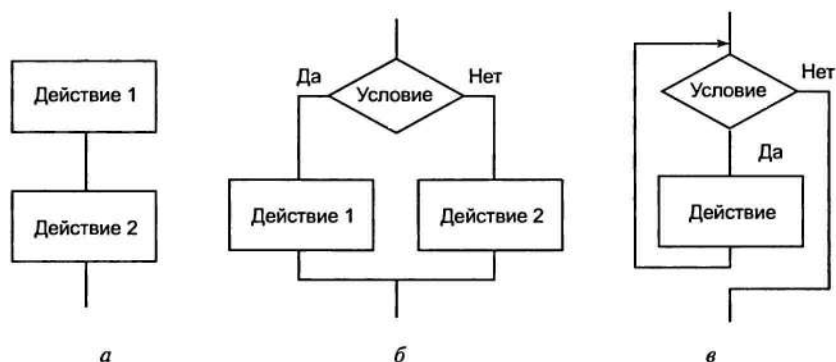 Действие 1
Действие 2
а
Да
Условие
Нет
Действие 1
Действие 2
б
Условие
Нет
Да
Действие
в